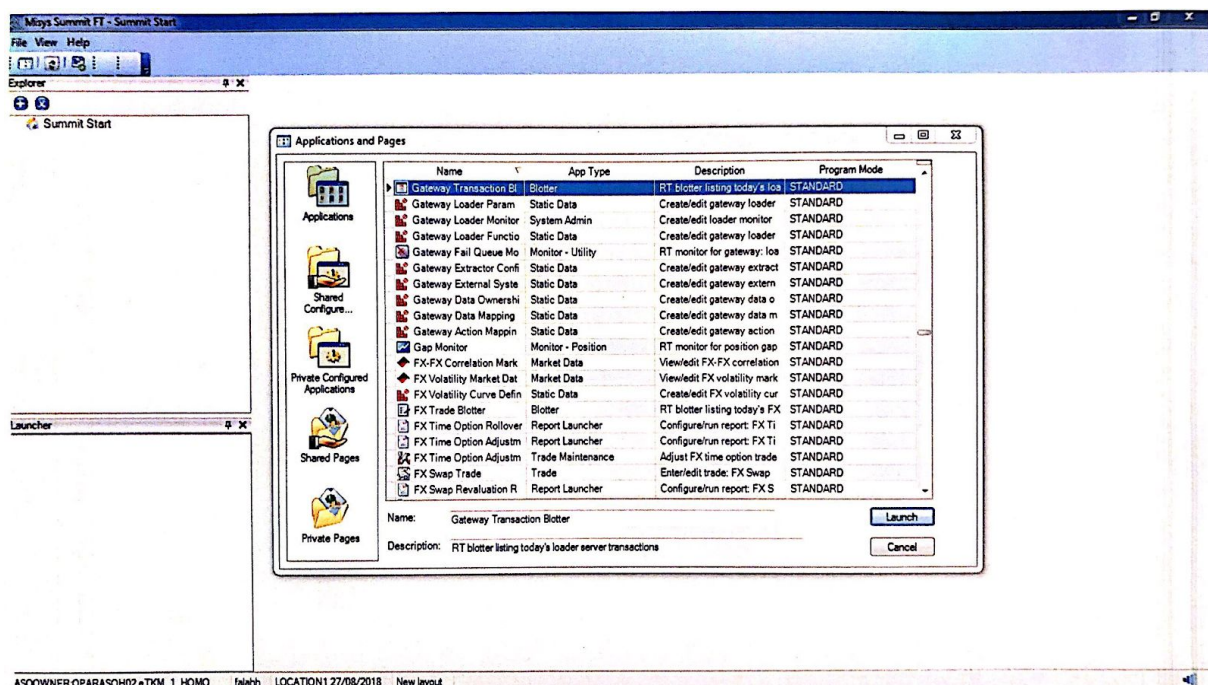 Misys Summit FT - Summit Start
File View Help
Explorer
Summit Start
Launcher
Applications and Pages
Applications
Shared
Configure...
Private Configured
Applications
Shared Pages
Private Pages
Name App Type Description Program Mode
Gateway Transaction Bl Blotter RT blotter listing today's loa STANDARD
Gateway Loader Param Static Data Create/edit gateway loader STANDARD
Gateway Loader Monitor System Admin Create/edit loader monitor STANDARD
Gateway Loader Functio Static Data Create/edit gateway loader STANDARD
Gateway Fail Queue Mo Monitor - Utility RT monitor for gateway: loa STANDARD
Gateway Extractor Confi Static Data Create/edit gateway extract STANDARD
Gateway External Syste Static Data Create/edit gateway extern STANDARD
Gateway Data Ownershi Static Data Create/edit gateway data o STANDARD
Gateway Data Mapping Static Data Create/edit gateway data m STANDARD
Gateway Action Mappin Static Data Create/edit gateway action STANDARD
Gap Monitor Monitor - Position RT monitor for position gap STANDARD
FX-FX Correlation Mark Market Data View/edit FX-FX correlation STANDARD
FX Volatility Market Dat Market Data View/edit FX volatility mark STANDARD
FX Volatility Curve Defin Static Data Create/edit FX volatility cur STANDARD
FX Trade Blotter Blotter RT blotter listing today's FX STANDARD
FX Time Option Rollover Report Launcher Configure/run report: FX Ti STANDARD
FX Time Option Adjustm Report Launcher Configure/run report: FX Ti STANDARD
FX Time Option Adjustm Trade Maintenance Adjust FX time option trade STANDARD
FX Swap Trade Trade Enter/edit trade: FX Swap STANDARD
FX Swap Revaluation R Report Launcher Configure/run report: FX S STANDARD
Name: Gateway Transaction Blotter Launch
Description: RT blotter listing today's loader server transactions Cancel
falahh LOCATION1 27/08/2018 New layout